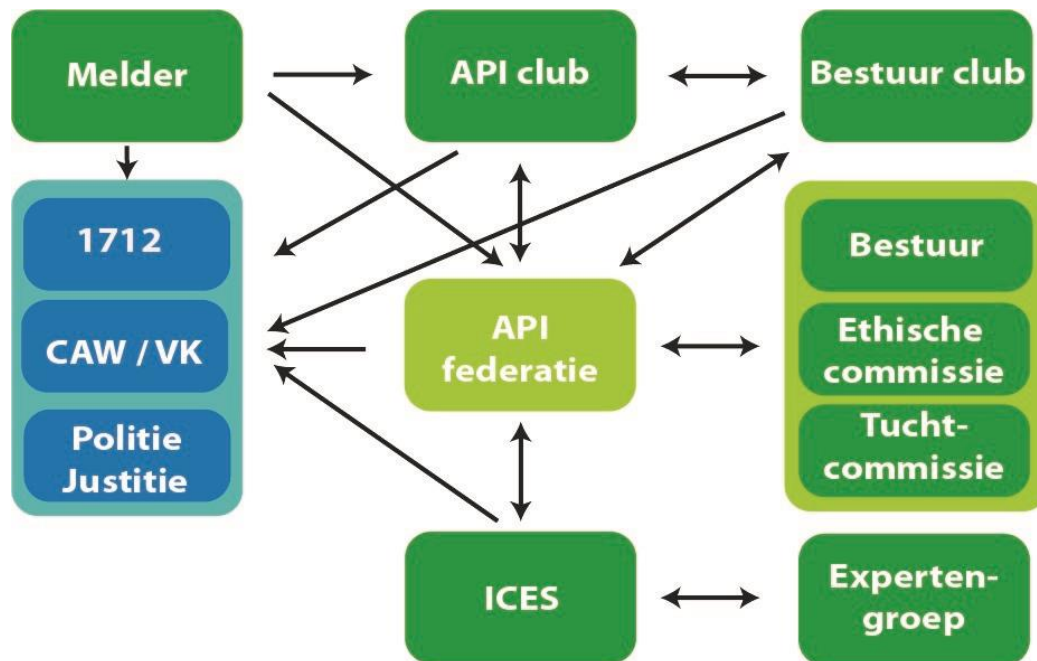 Melder
API club
Bestuur club
1712
CAW / VK
Politie
Justitie
API
federatie
Bestuur
Ethische
commissie
Tucht-
commissie
ICES
Experten-
groep